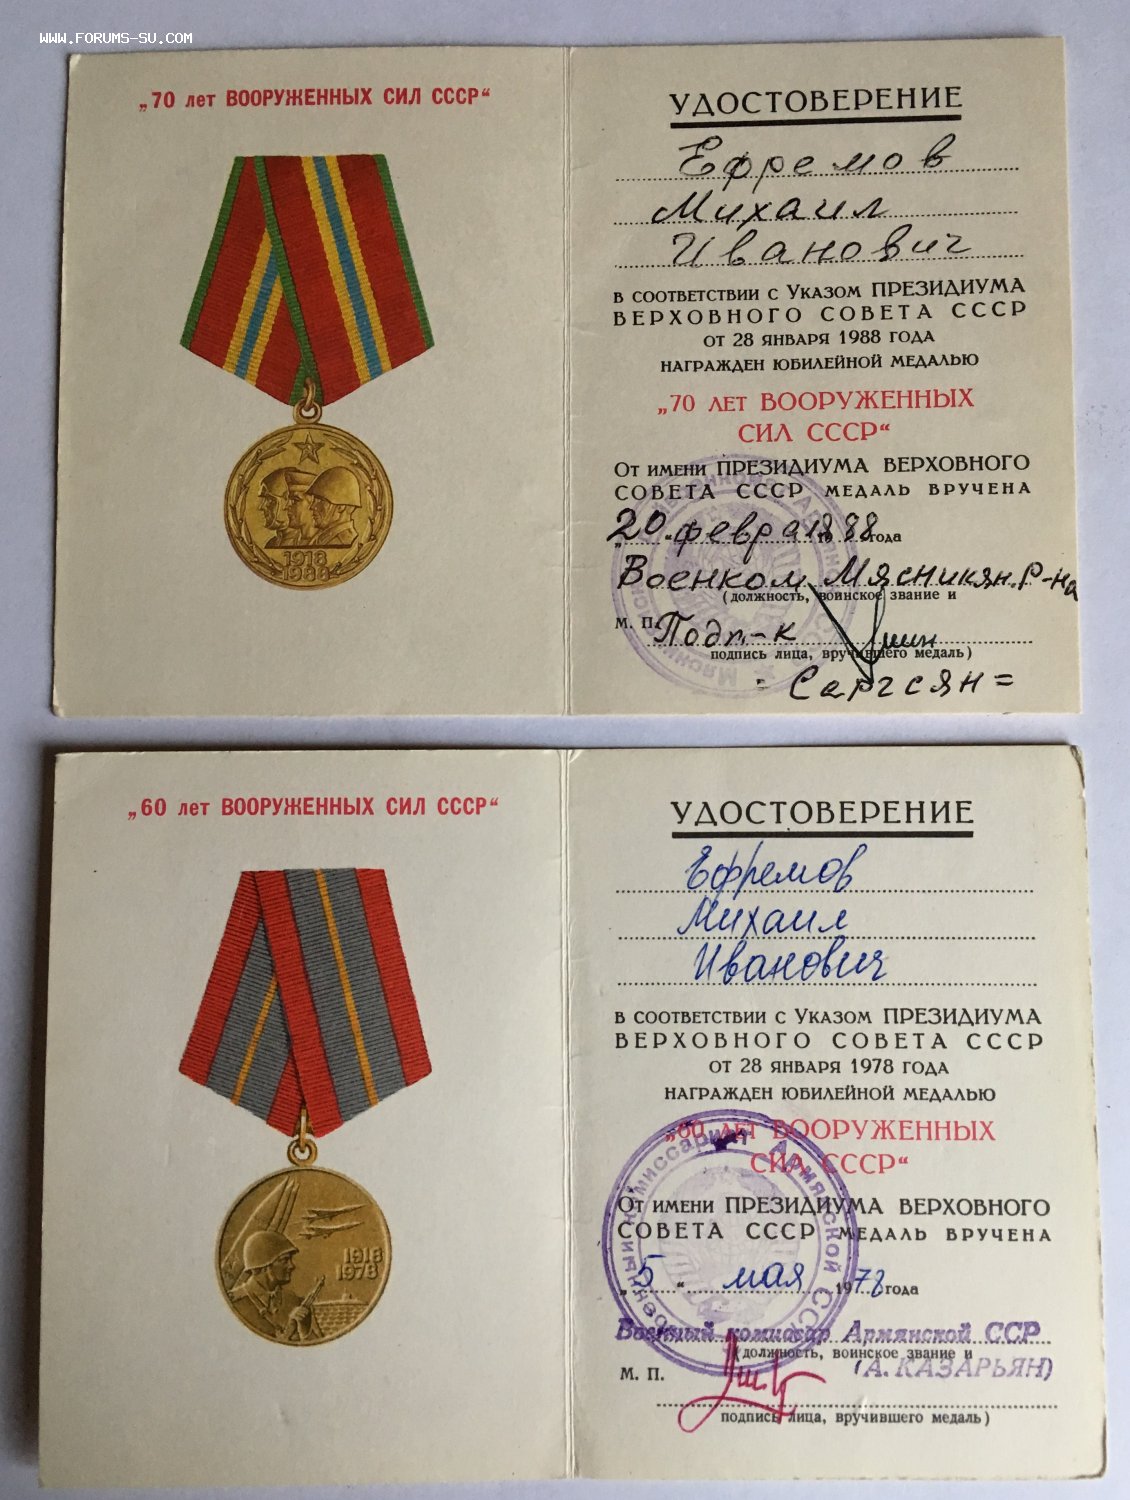 WWW.FORUMS-SU.COM
„70 лет ВООРУЖЕННЫХ СИЛ СССР“
1918
1988
УДОСТОВЕРЕНИЕ
Ефремов
Михаил
Иванович
В СООТВЕТСТВИИ С УКАЗОМ ПРЕЗИДИУМА
ВЕРХОВНОГО СОВЕТА СССР
ОТ 28 ЯНВАРЯ 1988 ГОДА
НАГРАЖДЕН ЮБИЛЕЙНОЙ МЕДАЛЬЮ
„70 ЛЕТ ВООРУЖЕННЫХ
СИЛ СССР“
ОТ ИМЕНИ ПРЕЗИДИУМА ВЕРХОВНОГО
СОВЕТА СССР МЕДАЛЬ ВРУЧЕНА
„20“ февра 1988 года
Военком Мясникян. Р-на
(должность, воинское звание и
М. П. Подп-к
подпись лица, вручившего медаль)
= Саргсян =
„60 лет ВООРУЖЕННЫХ СИЛ СССР“
1918
1978
УДОСТОВЕРЕНИЕ
Ефремов
Михаил
Иванович
В СООТВЕТСТВИИ С УКАЗОМ ПРЕЗИДИУМА
ВЕРХОВНОГО СОВЕТА СССР
ОТ 28 ЯНВАРЯ 1978 ГОДА
НАГРАЖДЕН ЮБИЛЕЙНОЙ МЕДАЛЬЮ
„60 ЛЕТ ВООРУЖЕННЫХ
СИЛ СССР“
ОТ ИМЕНИ ПРЕЗИДИУМА ВЕРХОВНОГО
СОВЕТА СССР МЕДАЛЬ ВРУЧЕНА
„5“ мая 1978 года
Военный комиссар Армянской ССР
(должность, воинское звание и
М. П. (А. КАЗАРЬЯН)
подпись лица, вручившего медаль)